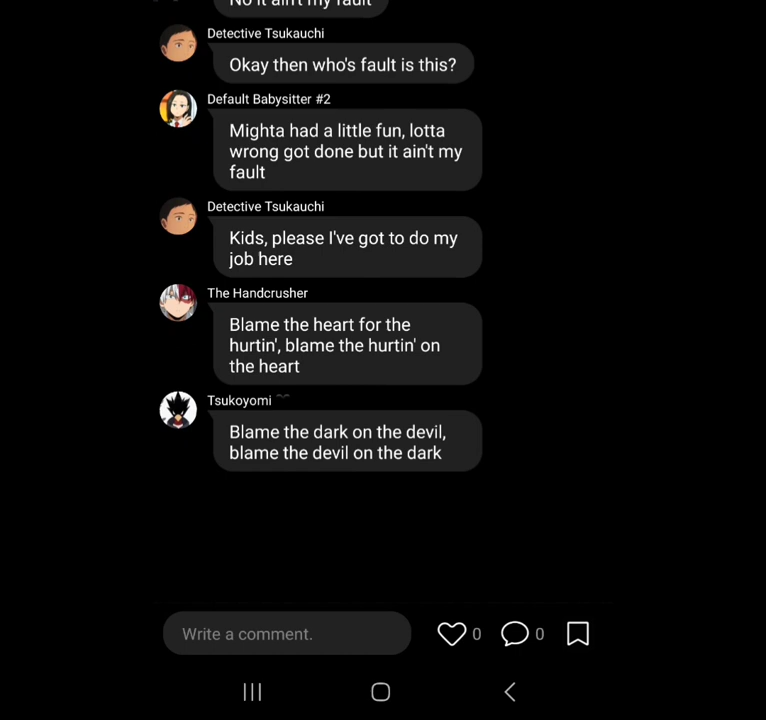 No it ain't my fault
Detective Tsukauchi
Okay then who's fault is this?
Default Babysitter #2
Mighta had a little fun, lotta
wrong got done but it ain't my
fault
Detective Tsukauchi
Kids, please I've got to do my
job here
The Handcrusher
Blame the heart for the
hurtin', blame the hurtin' on
the heart
Tsukoyomi
Blame the dark on the devil,
blame the devil on the dark
Write a comment.
0
0